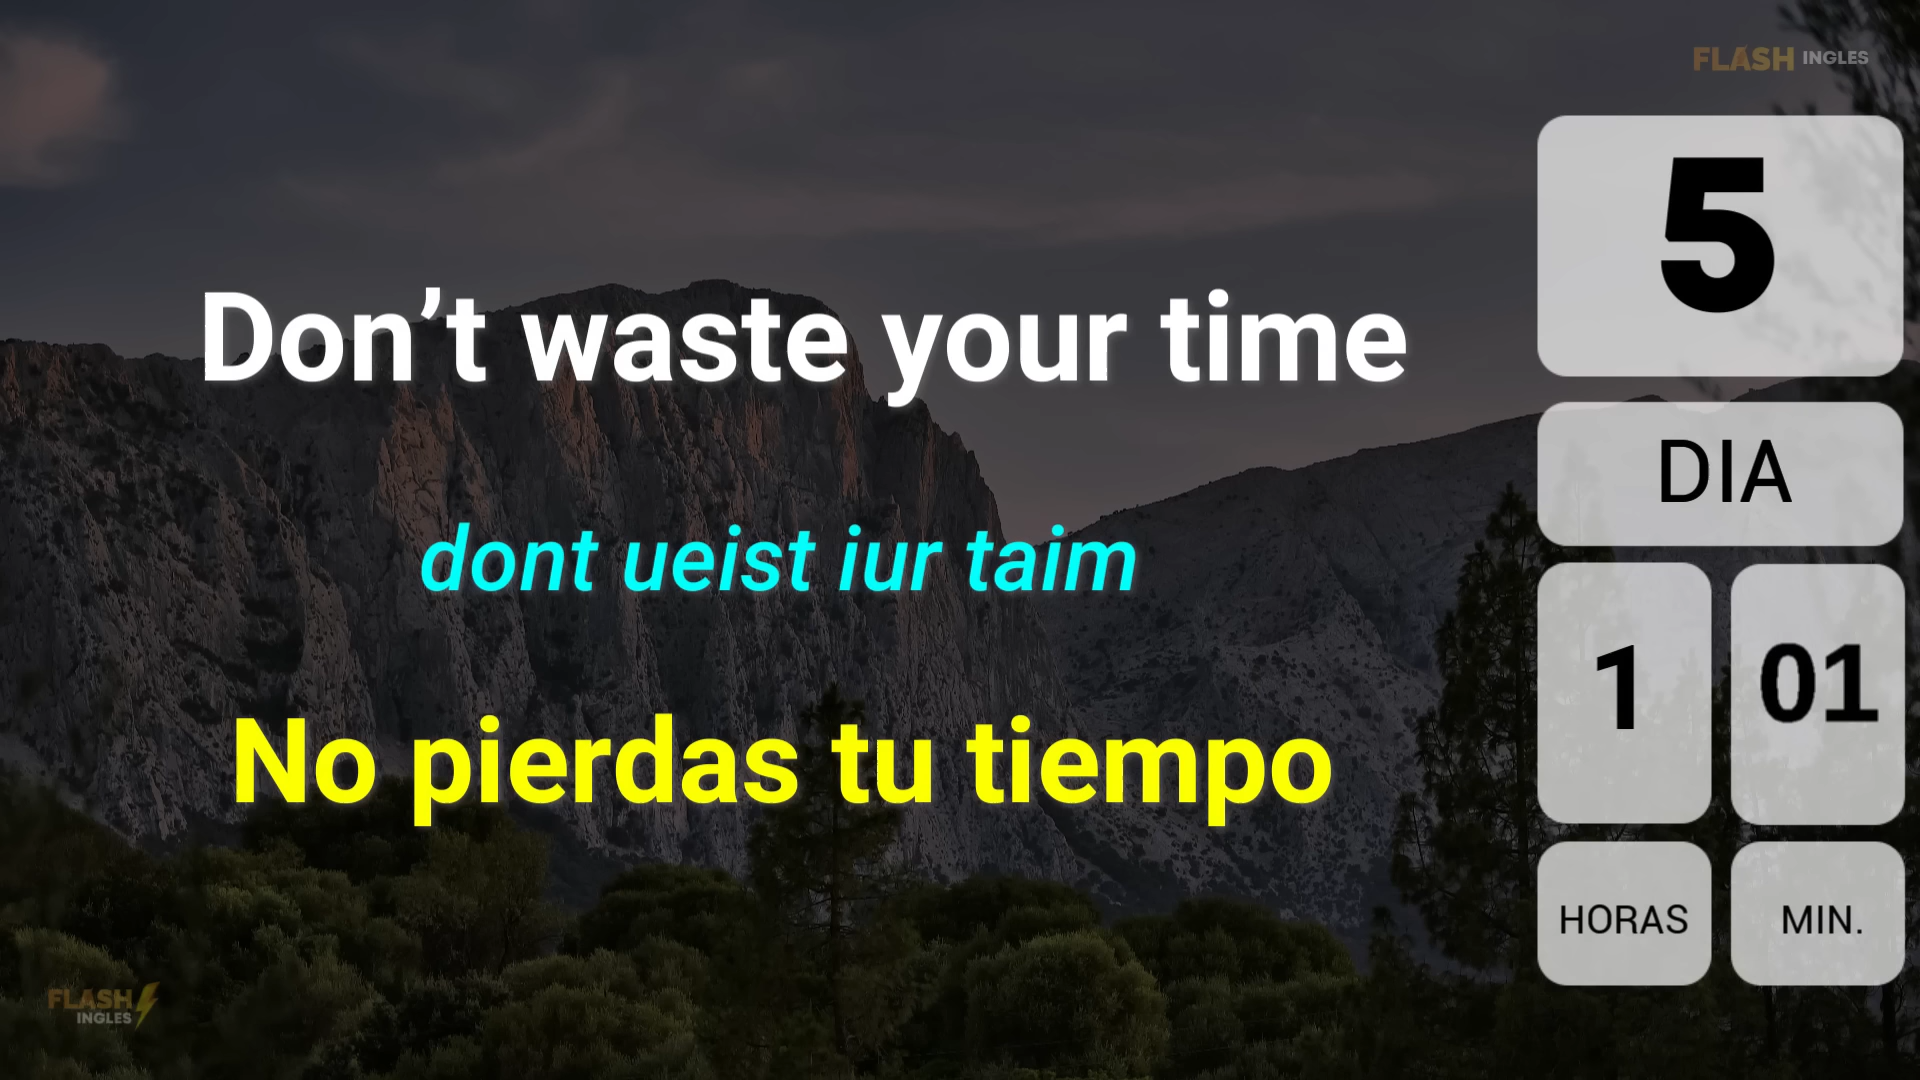 FLASH INGLES
5
DIA
Don’t waste your time
dont ueist iur taim
No pierdas tu tiempo
1 01
HORAS MIN.
FLASH
INGLES